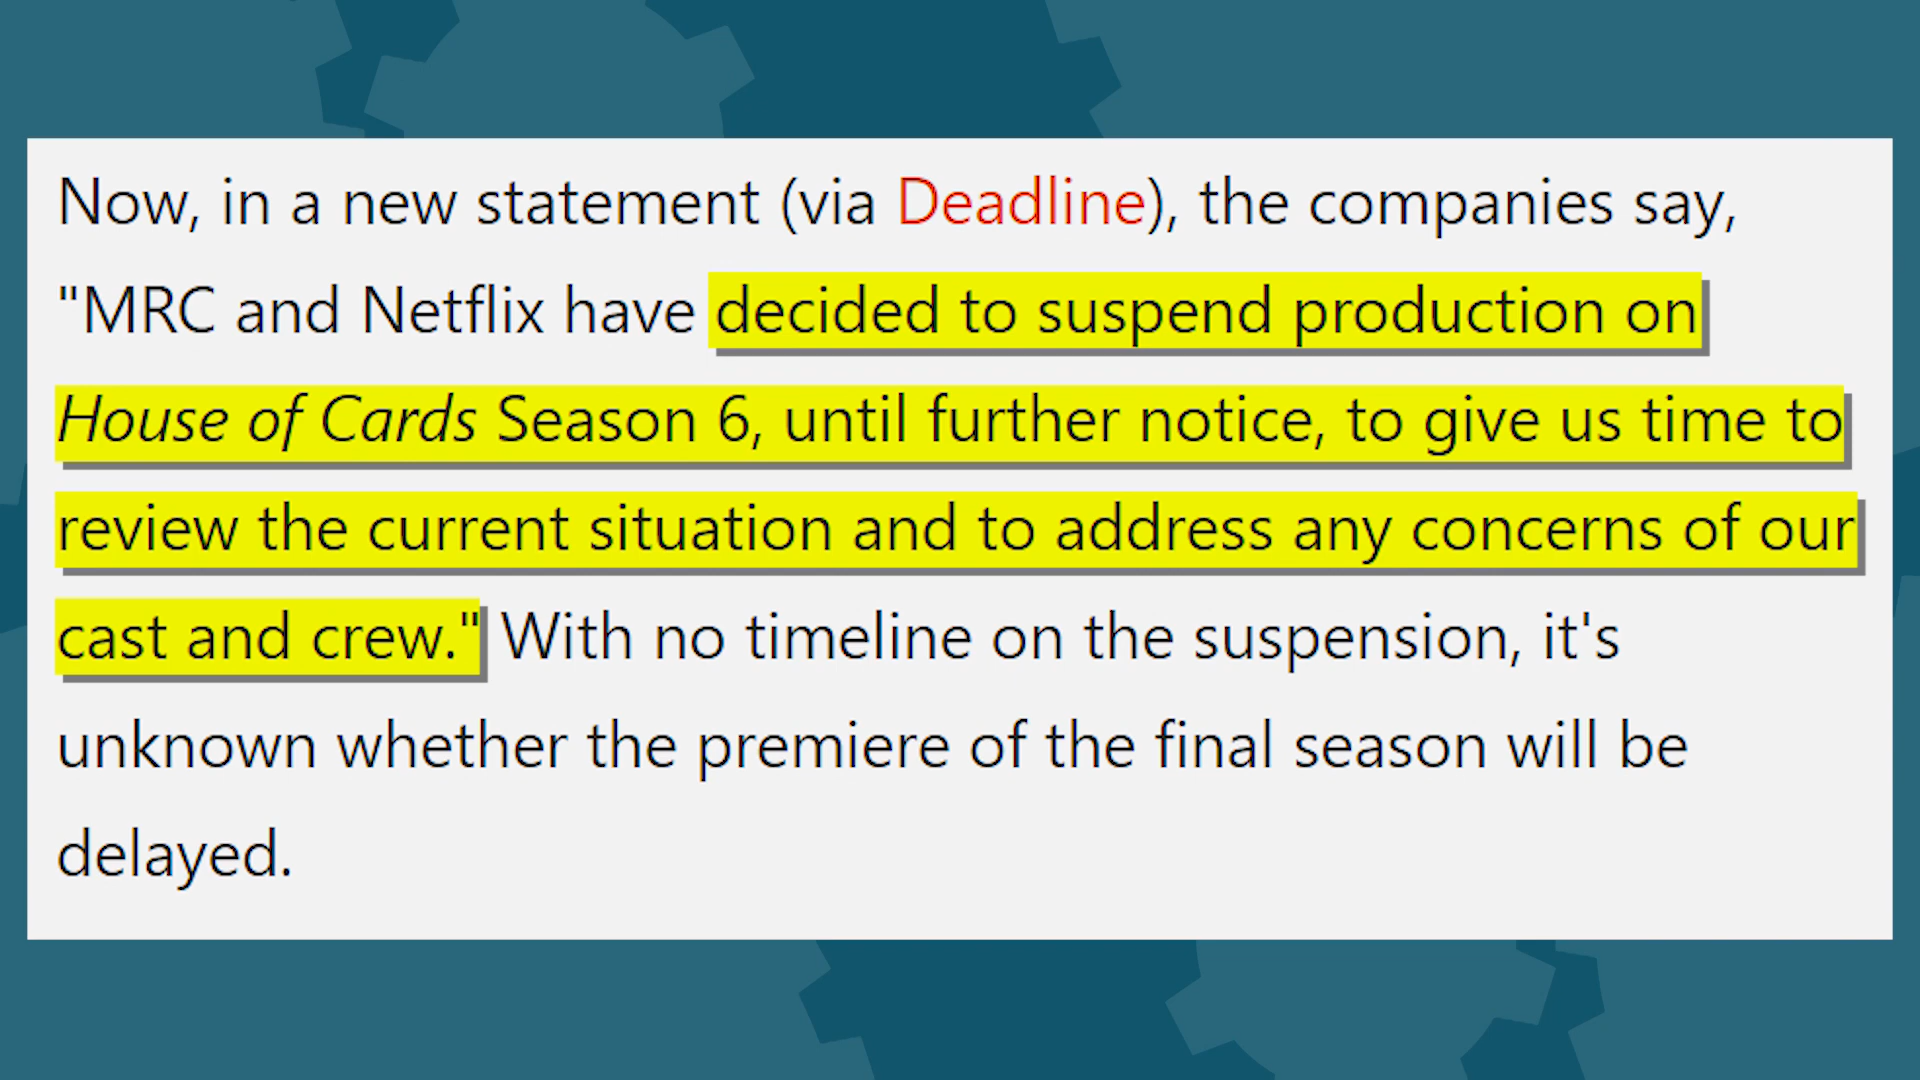 Now, in a new statement (via Deadline), the companies say,
"MRC and Netflix have decided to suspend production on
House of Cards Season 6, until further notice, to give us time to
review the current situation and to address any concerns of our
cast and crew." With no timeline on the suspension, it's
unknown whether the premiere of the final season will be
delayed.